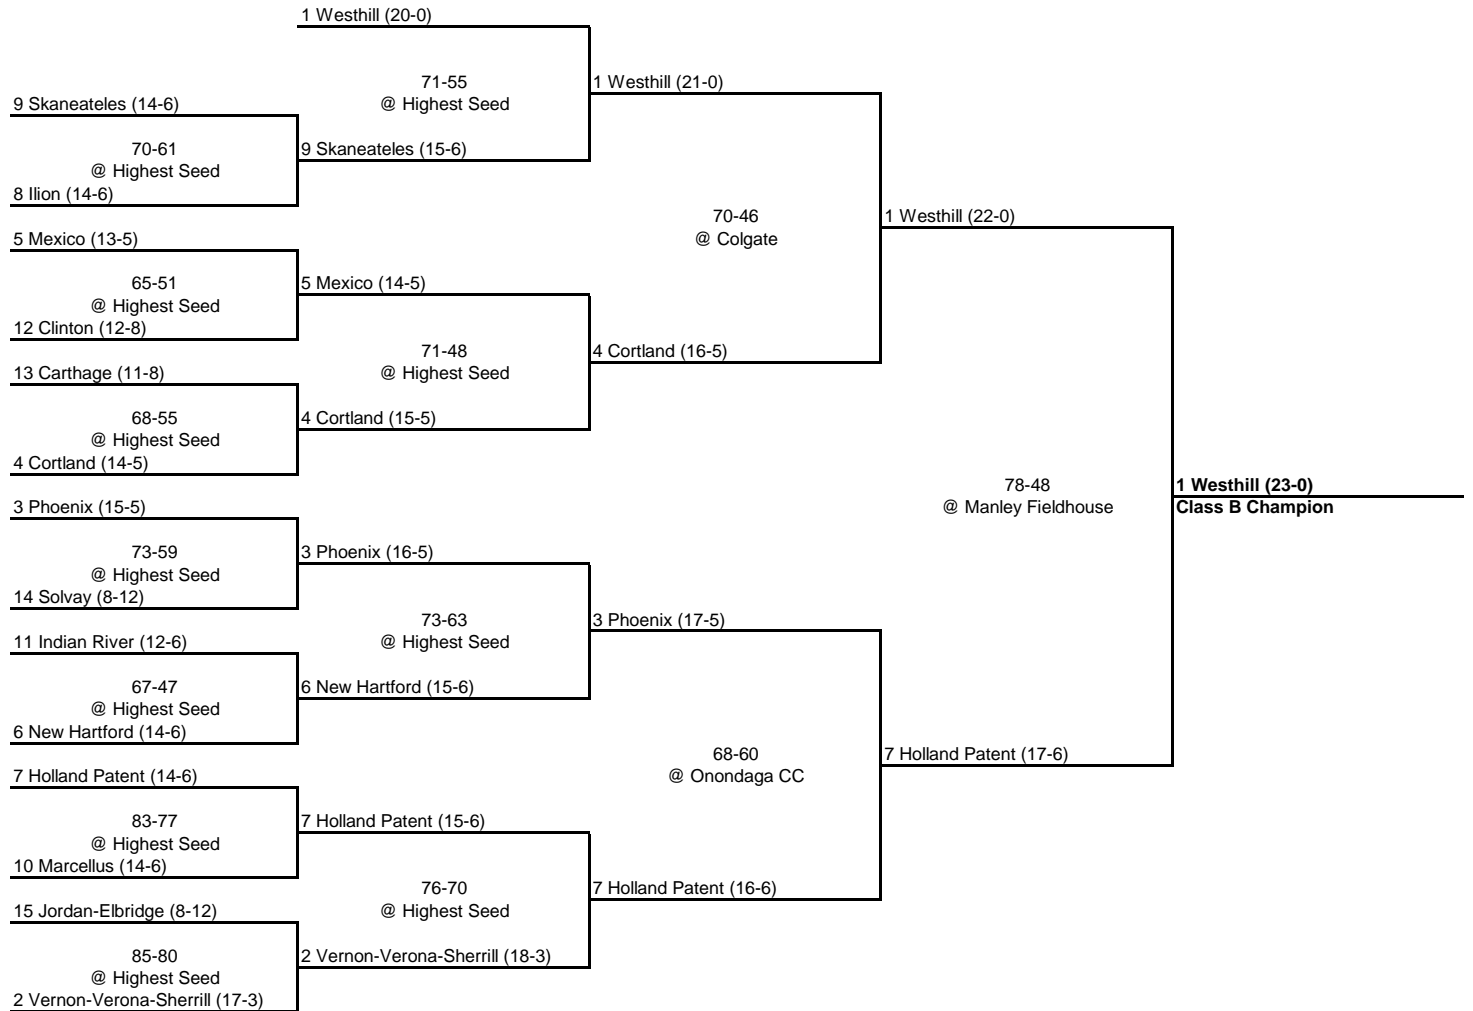 1 Westhill (20-0)
71-55
@ Highest Seed
1 Westhill (21-0)
9 Skaneateles (14-6)
70-61
@ Highest Seed
9 Skaneateles (15-6)
8 Ilion (14-6)
70-46
@ Colgate
1 Westhill (22-0)
5 Mexico (13-5)
65-51
@ Highest Seed
5 Mexico (14-5)
12 Clinton (12-8)
71-48
@ Highest Seed
4 Cortland (16-5)
13 Carthage (11-8)
68-55
@ Highest Seed
4 Cortland (15-5)
4 Cortland (14-5)
78-48
@ Manley Fieldhouse
1 Westhill (23-0)
Class B Champion
3 Phoenix (15-5)
73-59
@ Highest Seed
3 Phoenix (16-5)
14 Solvay (8-12)
73-63
@ Highest Seed
3 Phoenix (17-5)
11 Indian River (12-6)
67-47
@ Highest Seed
6 New Hartford (15-6)
6 New Hartford (14-6)
68-60
@ Onondaga CC
7 Holland Patent (17-6)
7 Holland Patent (14-6)
83-77
@ Highest Seed
7 Holland Patent (15-6)
10 Marcellus (14-6)
76-70
@ Highest Seed
7 Holland Patent (16-6)
15 Jordan-Elbridge (8-12)
85-80
@ Highest Seed
2 Vernon-Verona-Sherrill (18-3)
2 Vernon-Verona-Sherrill (17-3)